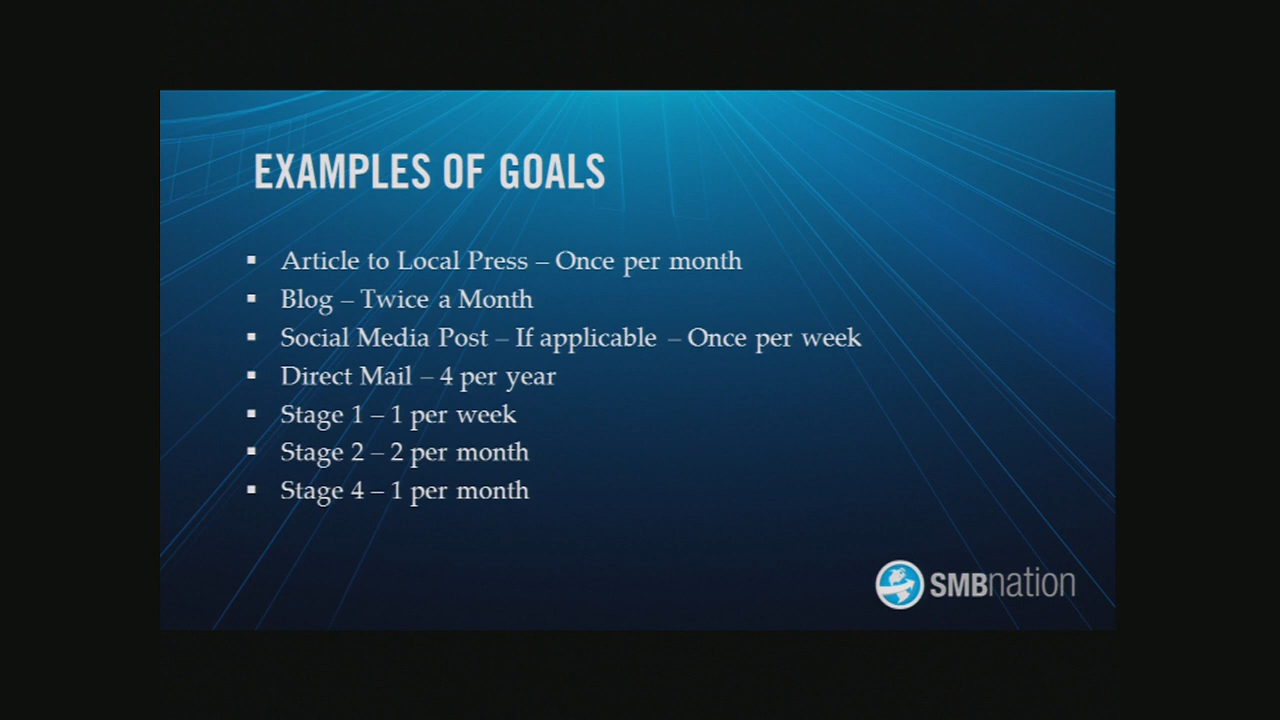 EXAMPLES OF GOALS
▪ Article to Local Press – Once per month
▪ Blog – Twice a Month
▪ Social Media Post – If applicable – Once per week
▪ Direct Mail – 4 per year
▪ Stage 1 – 1 per week
▪ Stage 2 – 2 per month
▪ Stage 4 – 1 per month
SMBnation